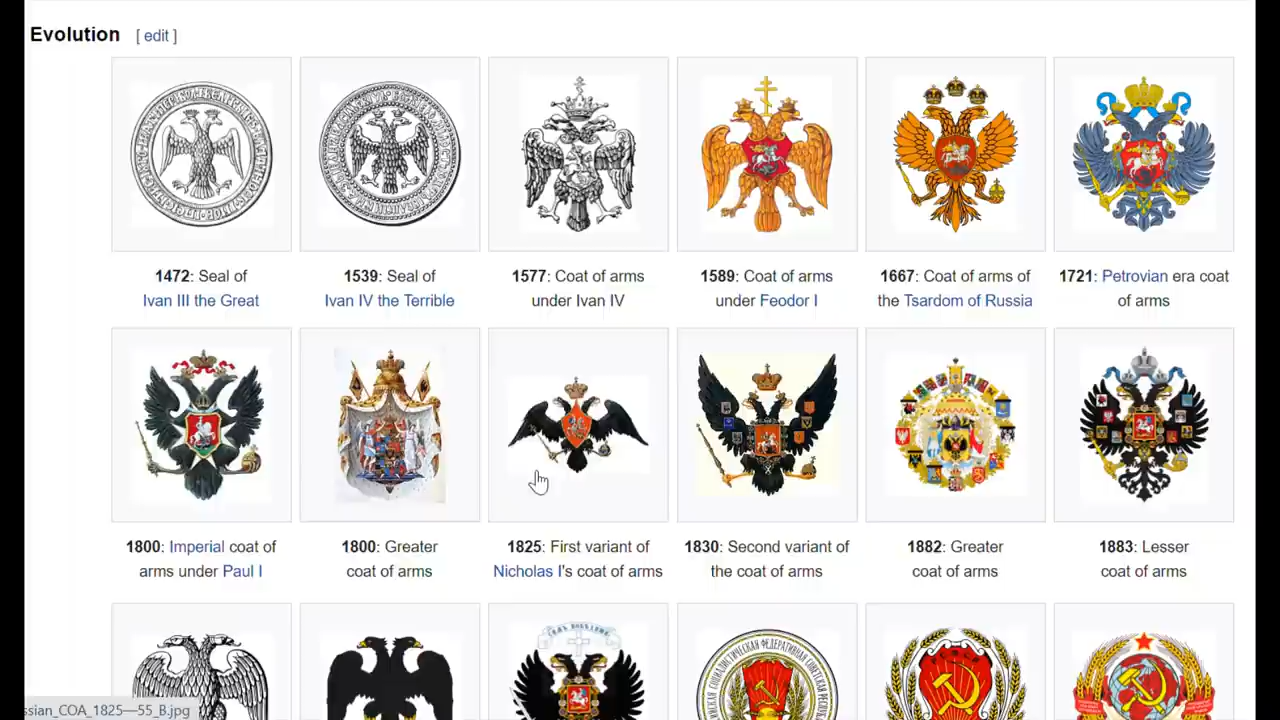 Evolution [ edit ]
1472: Seal of
Ivan III the Great
1539: Seal of
Ivan IV the Terrible
1577: Coat of arms
under Ivan IV
1589: Coat of arms
under Feodor I
1667: Coat of arms of
the Tsardom of Russia
1721: Petrovian era coat
of arms
1800: Imperial coat of
arms under Paul I
1800: Greater
coat of arms
1825: First variant of
Nicholas I's coat of arms
1830: Second variant of
the coat of arms
1882: Greater
coat of arms
1883: Lesser
coat of arms
ssian_COA_1825—55_B.jpg